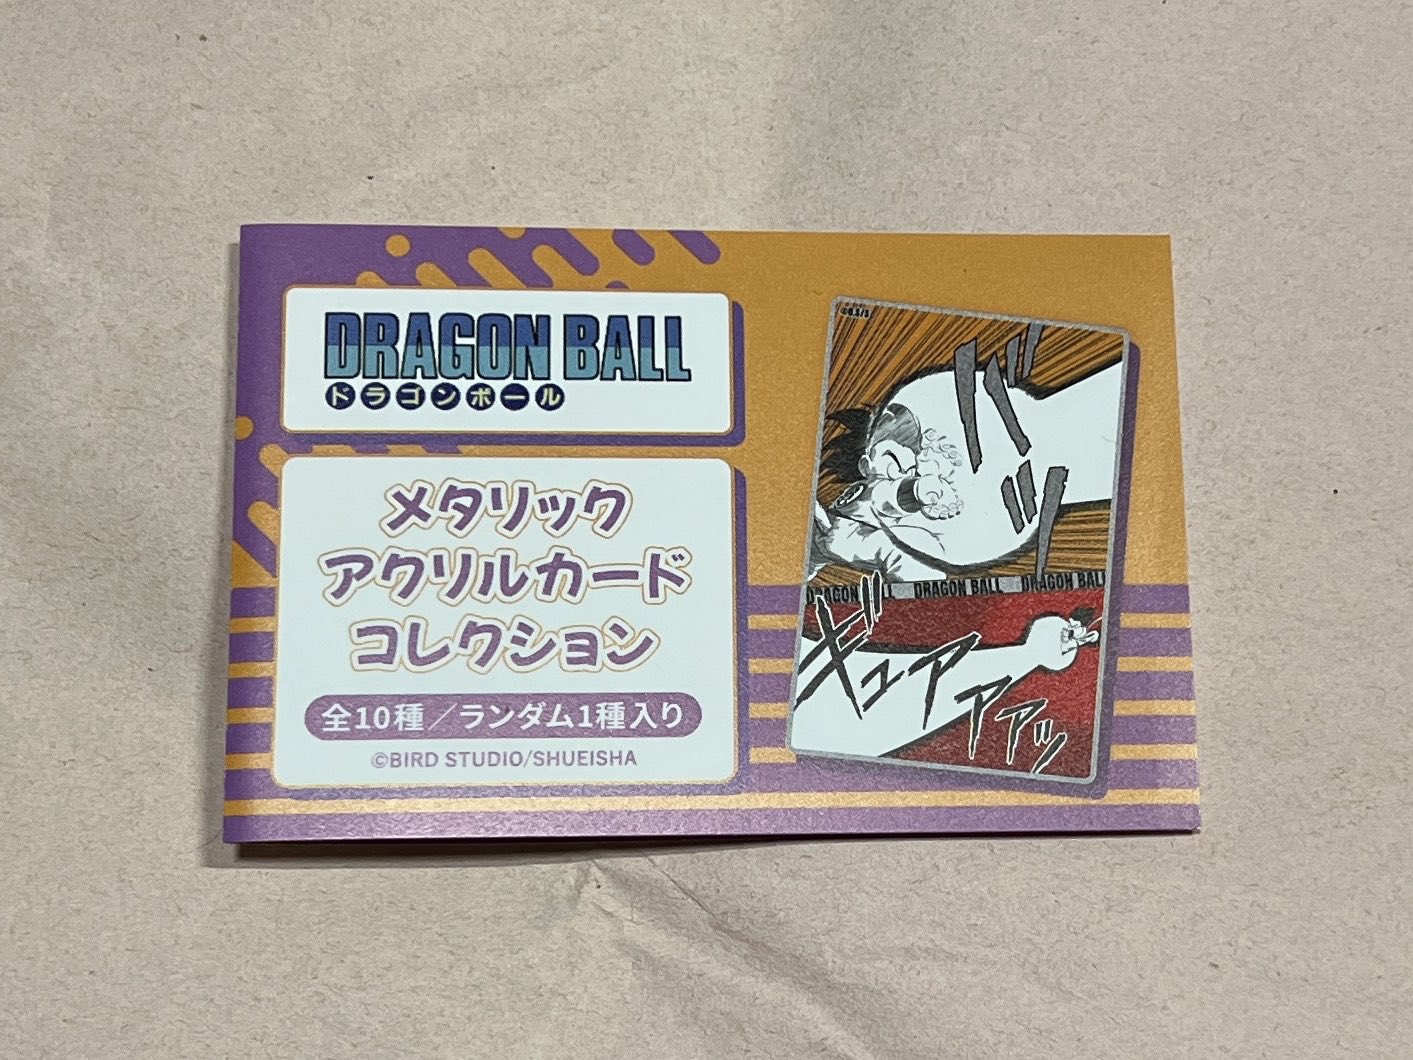 DRAGON BALL
ドラゴンボール
メタリック
アクリルカード
コレクション
全10種／ランダム1種入り
©BIRD STUDIO/SHUEISHA
©B.S/S
バッ
DRAGON BALL DRAGON BALL DRAGON BALL
ギュアアアッ